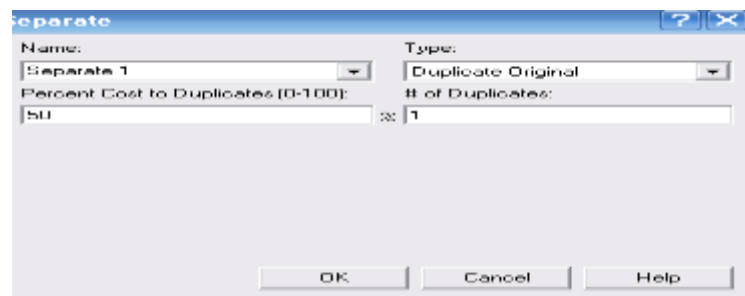 Separate
Name: Type:
Separate 1 Duplicate Original
Percent Cost to Duplicates (0-100): # of Duplicates:
50 % 1
OK Cancel Help